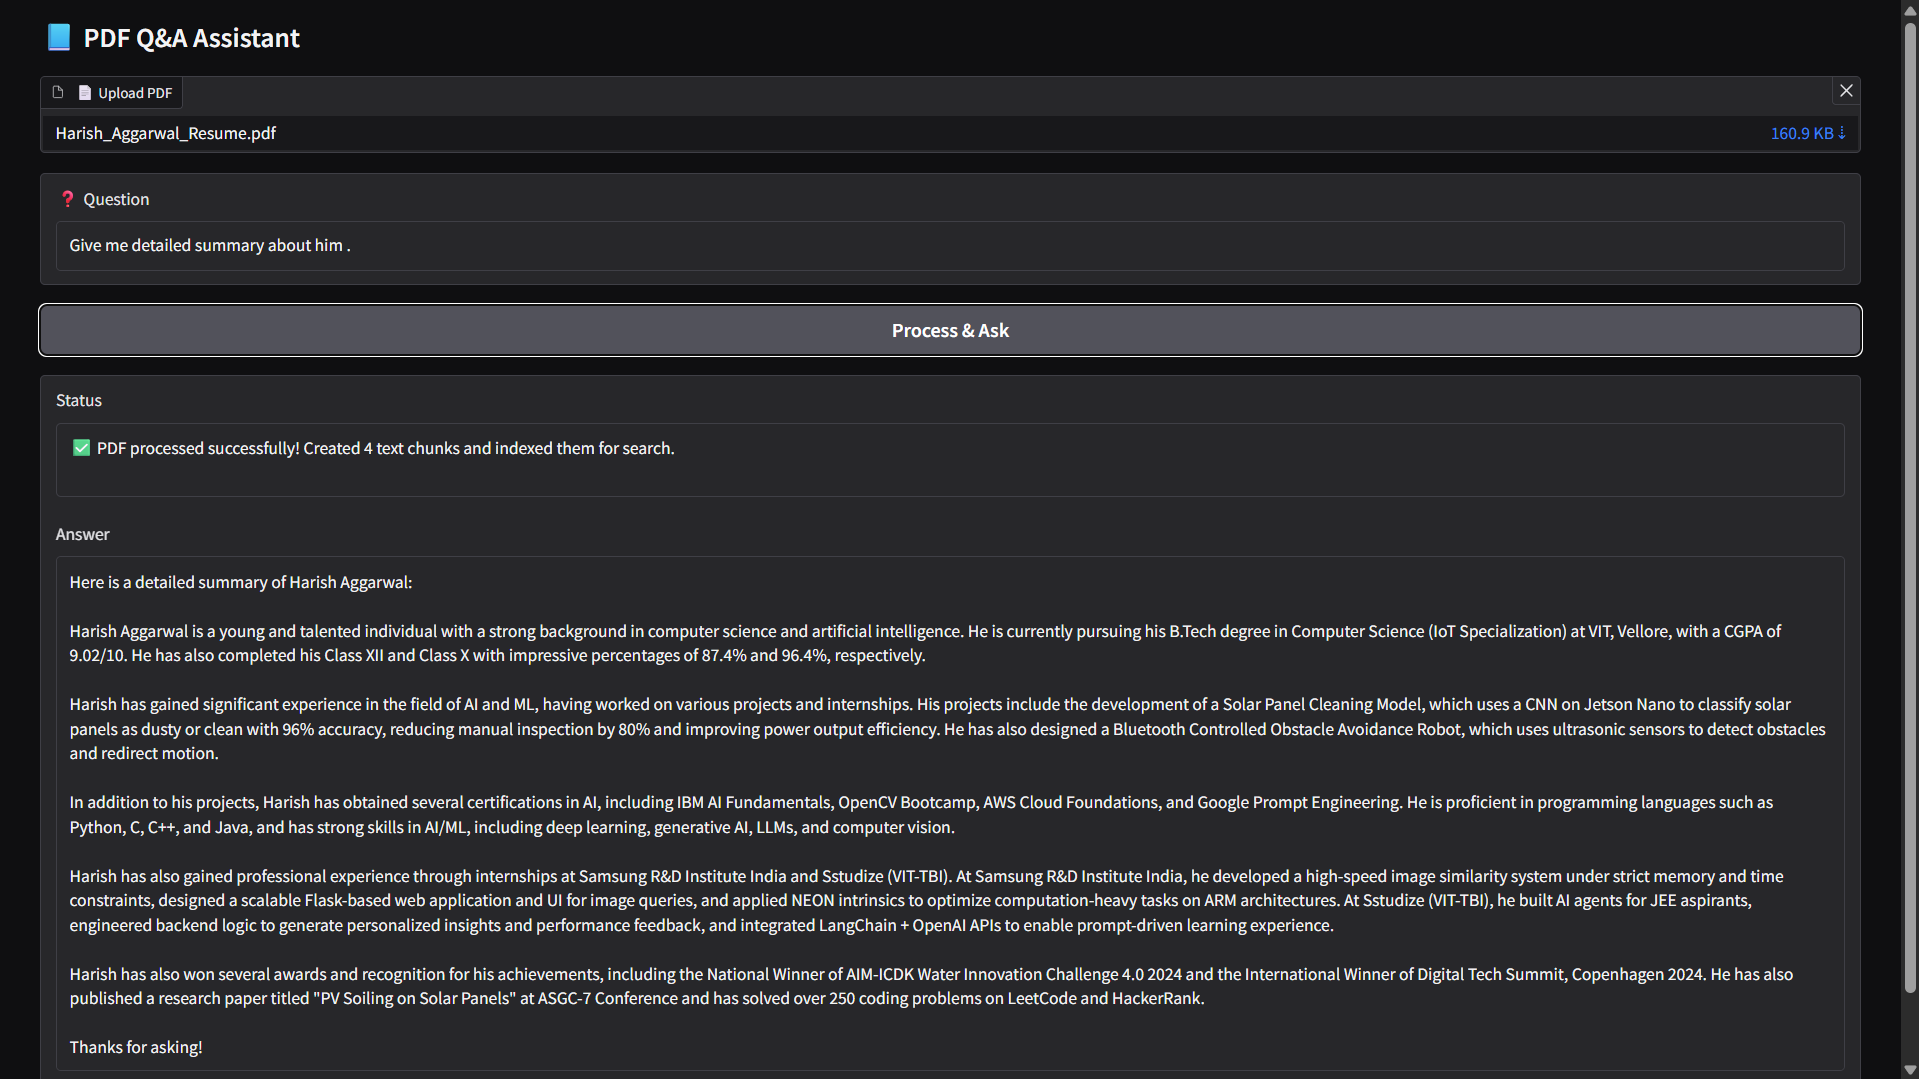 📘 PDF Q&A Assistant
📄 Upload PDF
Harish_Aggarwal_Resume.pdf
160.9 KB ⇣
❓ Question
Give me detailed summary about him .
Process & Ask
Status
✅ PDF processed successfully! Created 4 text chunks and indexed them for search.
Answer
Here is a detailed summary of Harish Aggarwal:
Harish Aggarwal is a young and talented individual with a strong background in computer science and artificial intelligence. He is currently pursuing his B.Tech degree in Computer Science (IoT Specialization) at VIT, Vellore, with a CGPA of
9.02/10. He has also completed his Class XII and Class X with impressive percentages of 87.4% and 96.4%, respectively.
Harish has gained significant experience in the field of AI and ML, having worked on various projects and internships. His projects include the development of a Solar Panel Cleaning Model, which uses a CNN on Jetson Nano to classify solar
panels as dusty or clean with 96% accuracy, reducing manual inspection by 80% and improving power output efficiency. He has also designed a Bluetooth Controlled Obstacle Avoidance Robot, which uses ultrasonic sensors to detect obstacles
and redirect motion.
In addition to his projects, Harish has obtained several certifications in AI, including IBM AI Fundamentals, OpenCV Bootcamp, AWS Cloud Foundations, and Google Prompt Engineering. He is proficient in programming languages such as
Python, C, C++, and Java, and has strong skills in AI/ML, including deep learning, generative AI, LLMs, and computer vision.
Harish has also gained professional experience through internships at Samsung R&D Institute India and Sstudize (VIT-TBI). At Samsung R&D Institute India, he developed a high-speed image similarity system under strict memory and time
constraints, designed a scalable Flask-based web application and UI for image queries, and applied NEON intrinsics to optimize computation-heavy tasks on ARM architectures. At Sstudize (VIT-TBI), he built AI agents for JEE aspirants,
engineered backend logic to generate personalized insights and performance feedback, and integrated LangChain + OpenAI APIs to enable prompt-driven learning experience.
Harish has also won several awards and recognition for his achievements, including the National Winner of AIM-ICDK Water Innovation Challenge 4.0 2024 and the International Winner of Digital Tech Summit, Copenhagen 2024. He has also
published a research paper titled "PV Soiling on Solar Panels" at ASGC-7 Conference and has solved over 250 coding problems on LeetCode and HackerRank.
Thanks for asking!